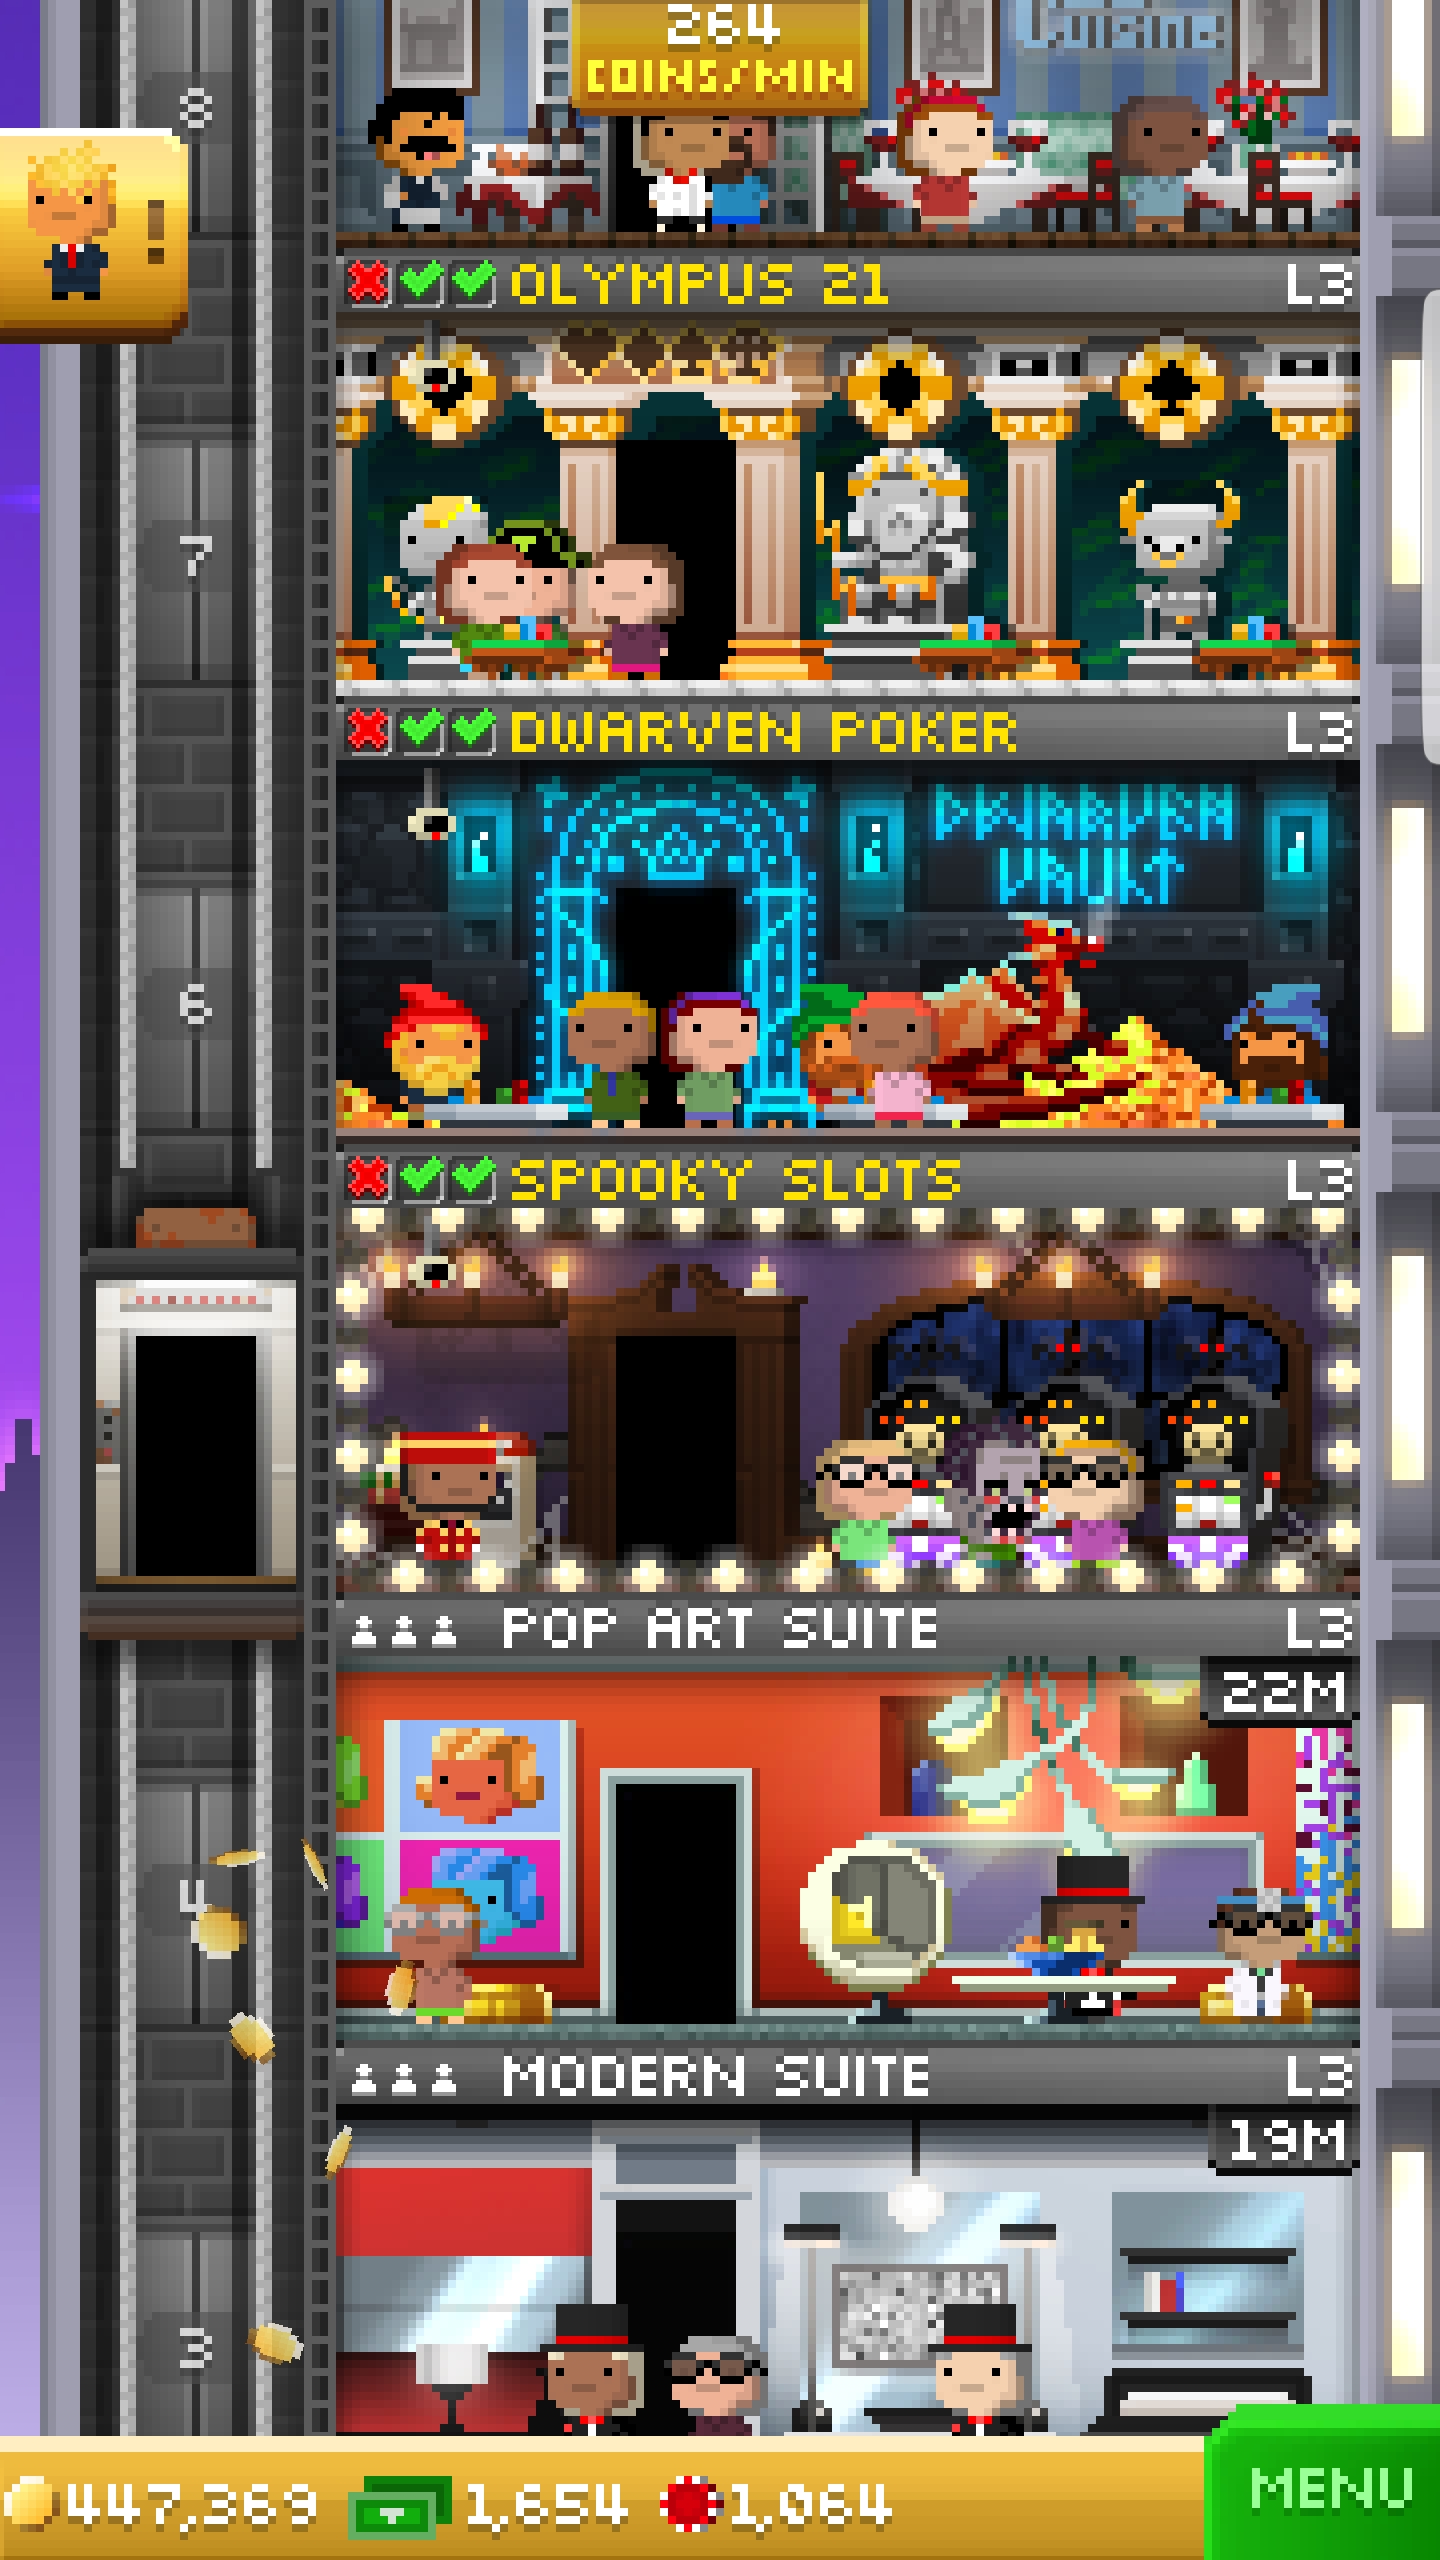 264
COINS/MIN
Cuisine
8
!
OLYMPUS 21 L3
7
DWARVEN POKER L3
DWARVEN
VAULT
6
SPOOKY SLOTS L3
POP ART SUITE L3
22M
4
MODERN SUITE L3
19M
3
447,369 1,654 1,064
MENU